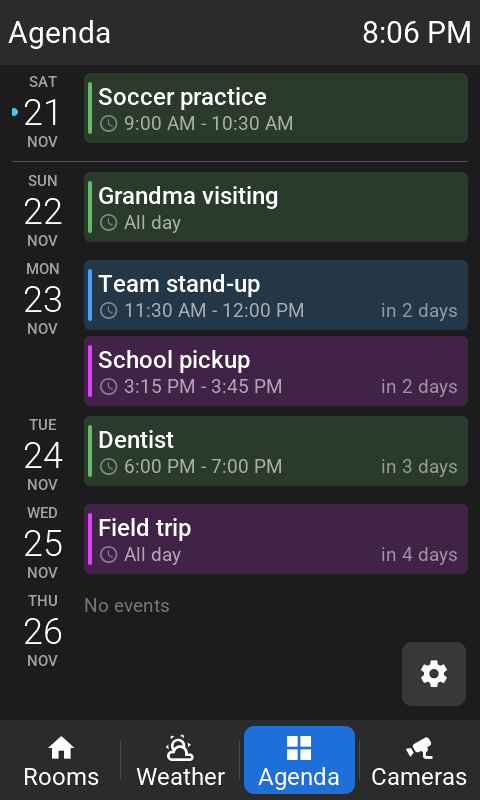 Agenda 8:06 PM
SAT
21
NOV
Soccer practice
9:00 AM - 10:30 AM
SUN
22
NOV
Grandma visiting
All day
MON
23
NOV
Team stand-up
11:30 AM - 12:00 PM in 2 days
School pickup
3:15 PM - 3:45 PM in 2 days
TUE
24
NOV
Dentist
6:00 PM - 7:00 PM in 3 days
WED
25
NOV
Field trip
All day in 4 days
THU
26
NOV
No events
Rooms Weather Agenda Cameras